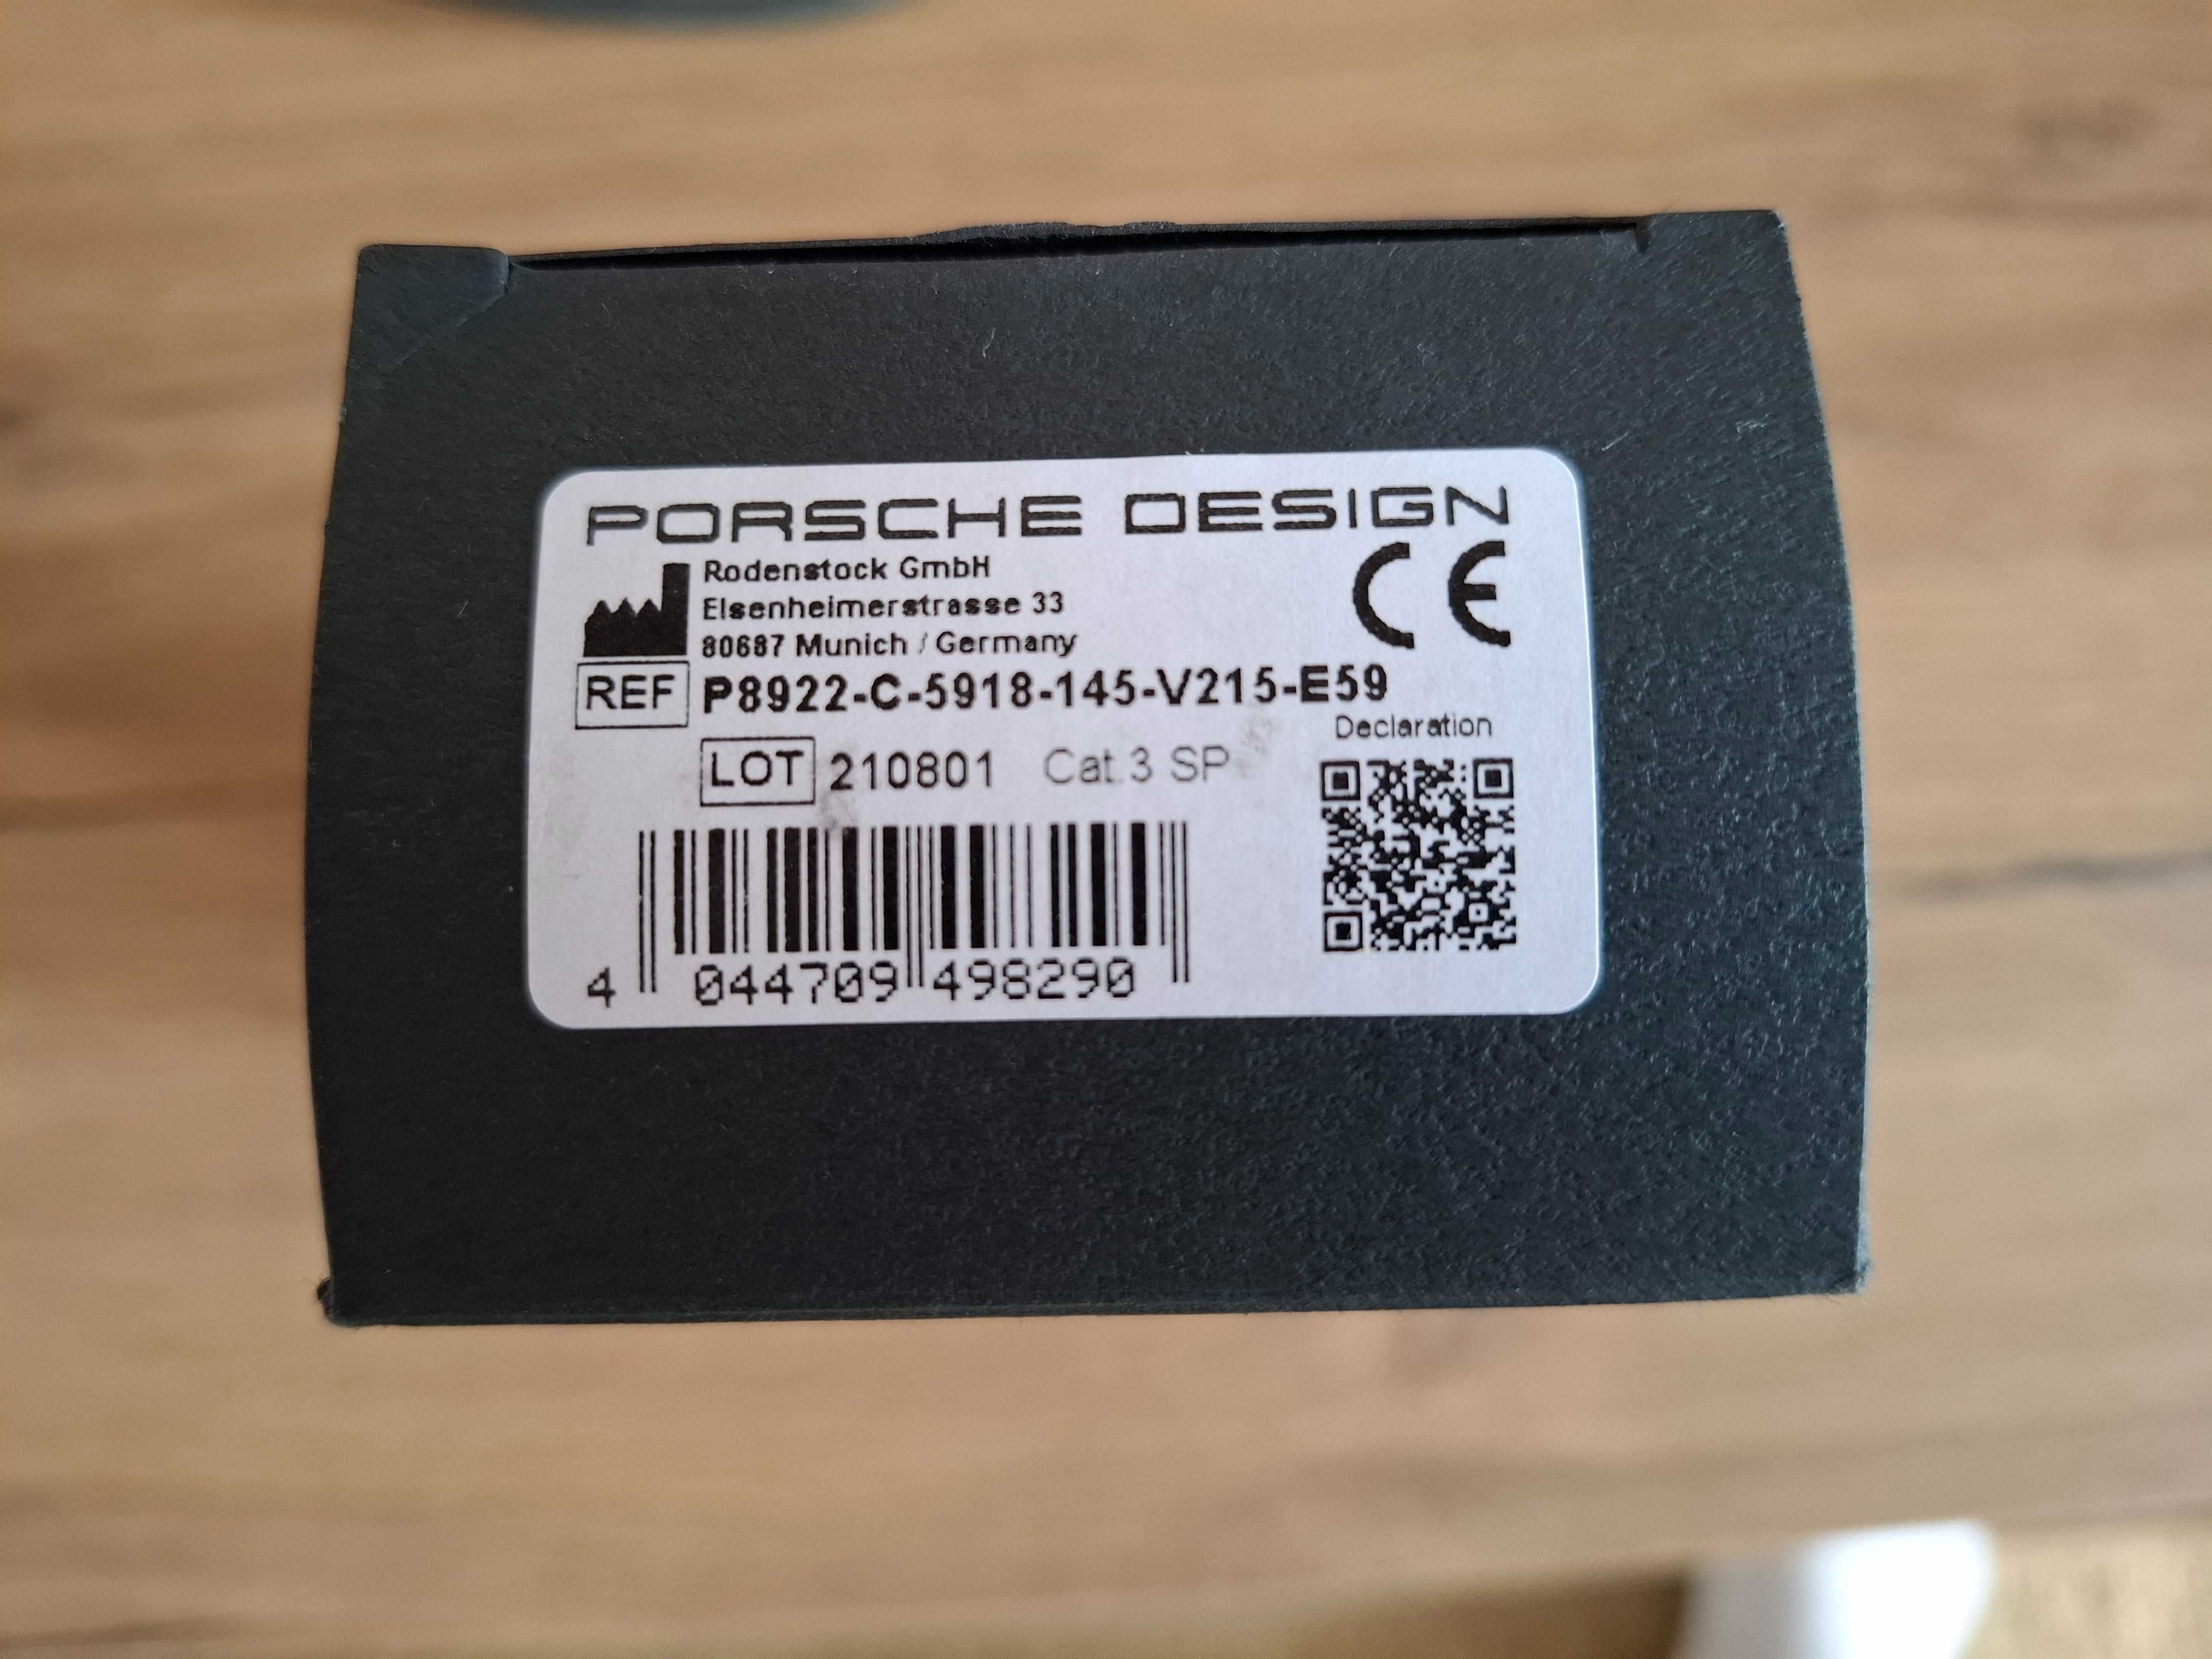 PORSCHE DESIGN
Rodenstock GmbH
Elsenheimerstrasse 33
80687 Munich / Germany
CE
REF P8922-C-5918-145-V215-E59
Declaration
LOT 210801 Cat.3 SP
4 044709 498290